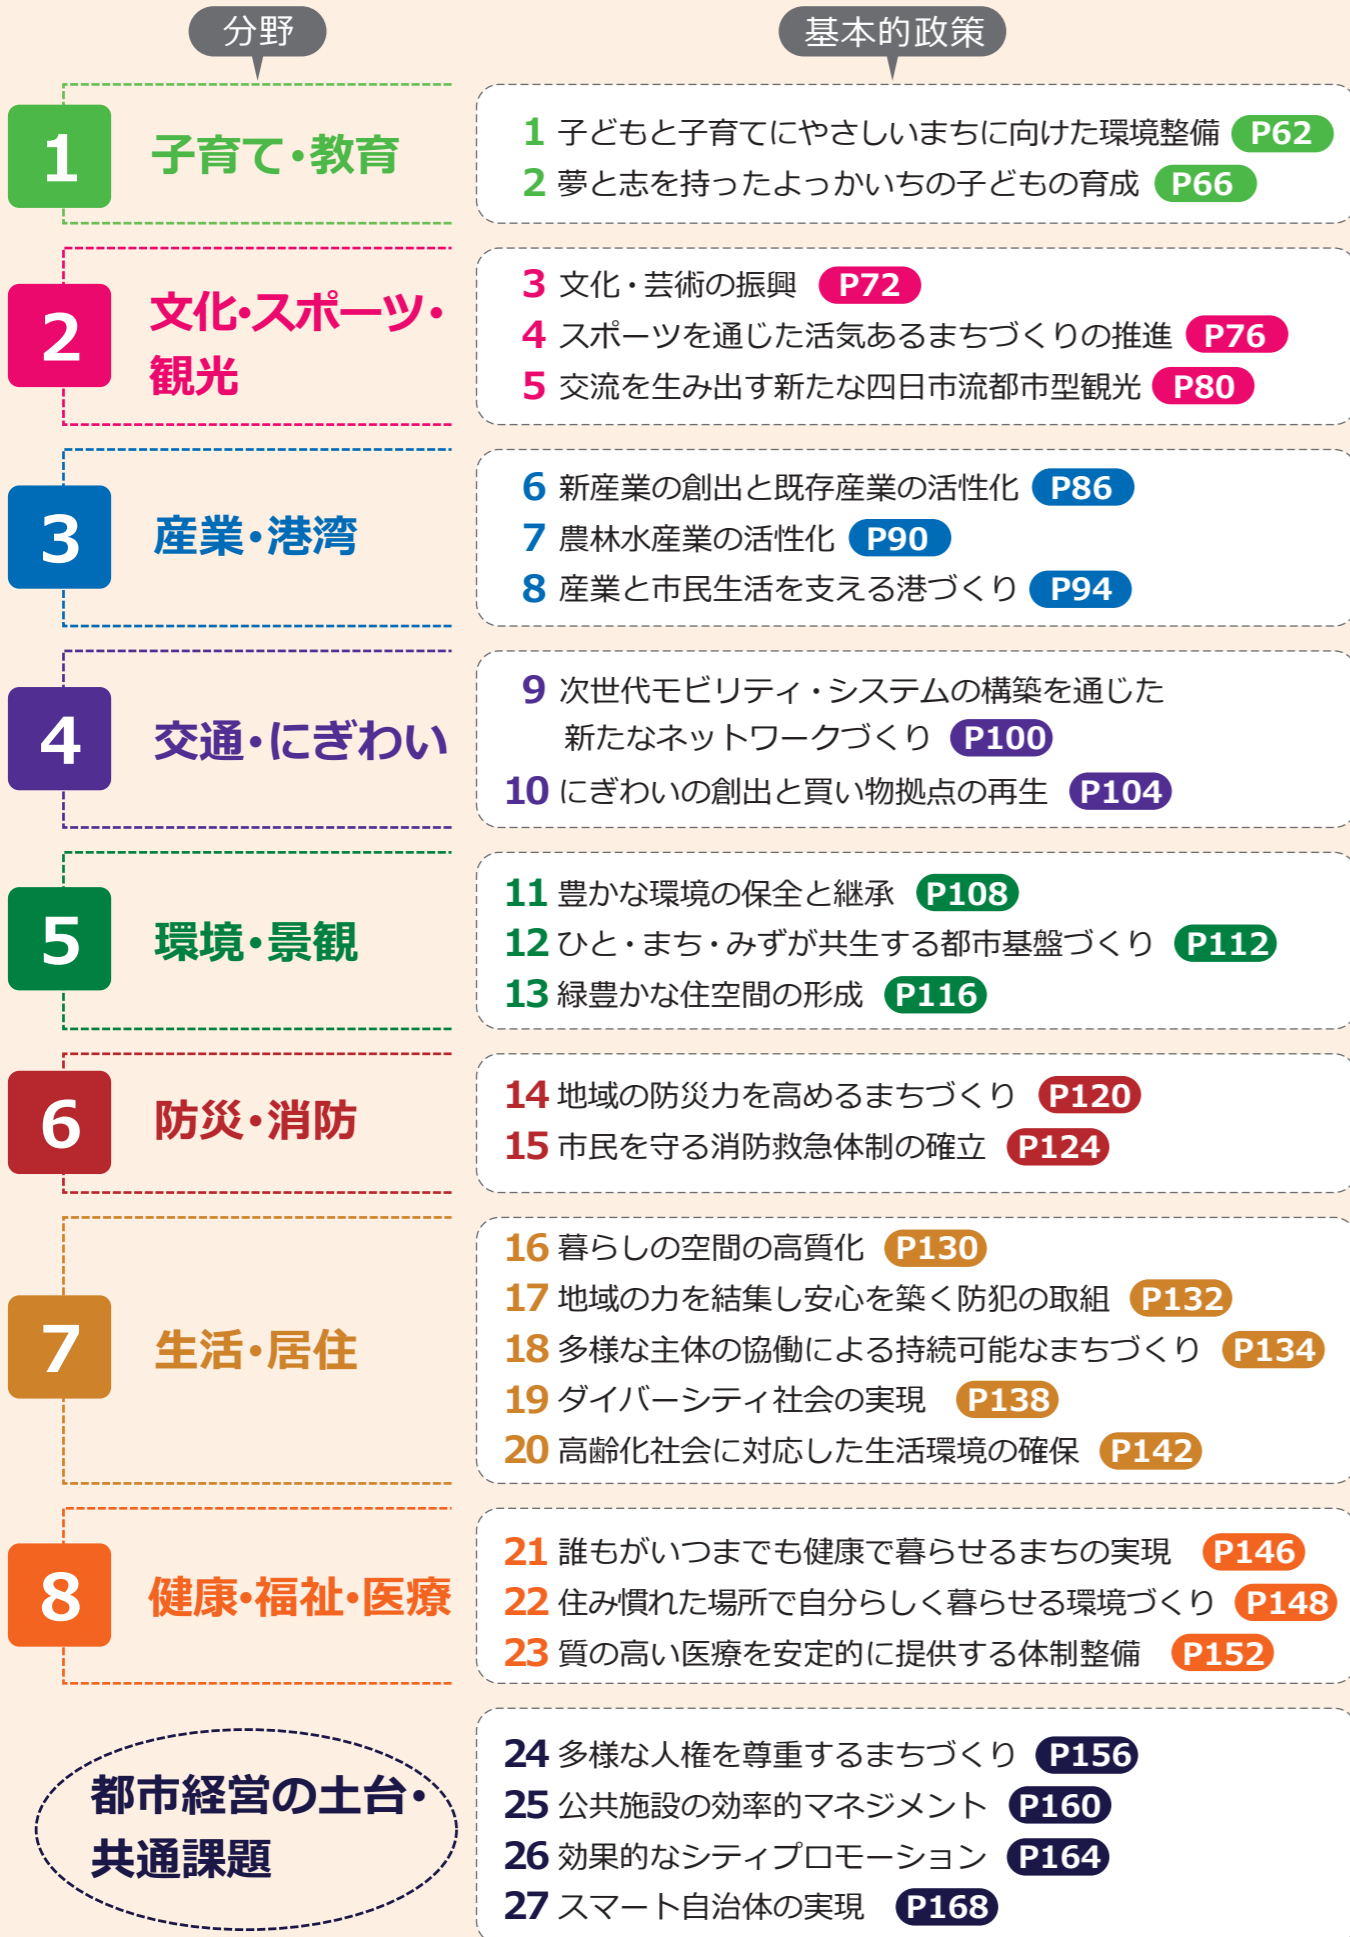 分野
基本的政策
1
子育て・教育
1 子どもと子育てにやさしいまちに向けた環境整備 P62
2 夢と志を持ったよっかいちの子どもの育成 P66
2
文化・スポーツ・
観光
3 文化・芸術の振興 P72
4 スポーツを通じた活気あるまちづくりの推進 P76
5 交流を生み出す新たな四日市流都市型観光 P80
3
産業・港湾
6 新産業の創出と既存産業の活性化 P86
7 農林水産業の活性化 P90
8 産業と市民生活を支える港づくり P94
4
交通・にぎわい
9 次世代モビリティ・システムの構築を通じた
新たなネットワークづくり P100
10 にぎわいの創出と買い物拠点の再生 P104
5
環境・景観
11 豊かな環境の保全と継承 P108
12 ひと・まち・みずが共生する都市基盤づくり P112
13 緑豊かな住空間の形成 P116
6
防災・消防
14 地域の防災力を高めるまちづくり P120
15 市民を守る消防救急体制の確立 P124
7
生活・居住
16 暮らしの空間の高質化 P130
17 地域の力を結集し安心を築く防犯の取組 P132
18 多様な主体の協働による持続可能なまちづくり P134
19 ダイバーシティ社会の実現 P138
20 高齢化社会に対応した生活環境の確保 P142
8
健康・福祉・医療
21 誰もがいつまでも健康で暮らせるまちの実現 P146
22 住み慣れた場所で自分らしく暮らせる環境づくり P148
23 質の高い医療を安定的に提供する体制整備 P152
都市経営の土台・
共通課題
24 多様な人権を尊重するまちづくり P156
25 公共施設の効率的マネジメント P160
26 効果的なシティプロモーション P164
27 スマート自治体の実現 P168